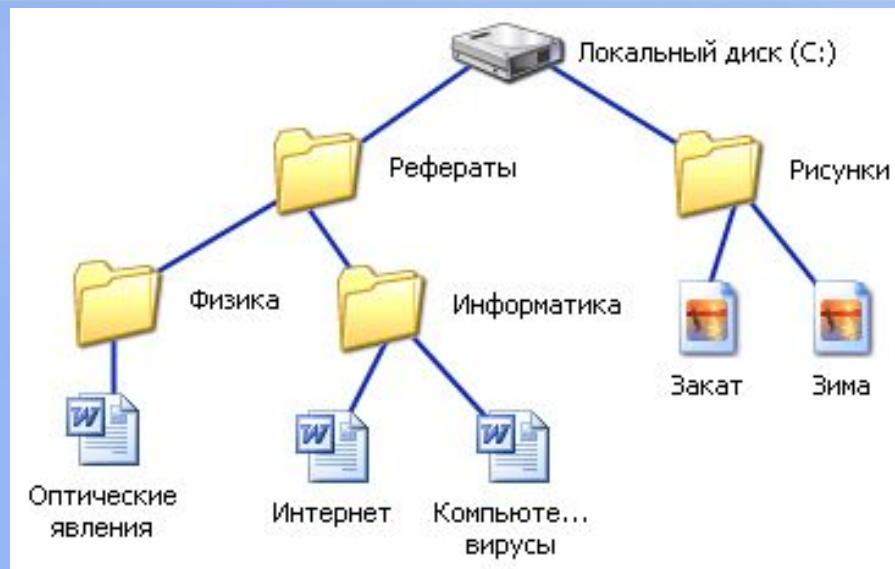 Локальный диск (C:)
Рефераты
Рисунки
Физика
Информатика
Закат
Зима
Оптические
явления
Интернет
Компьюте...
вирусы